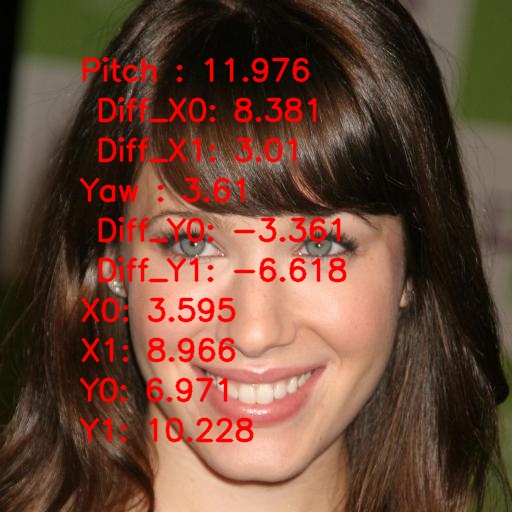 Pitch : 11.976
Diff_X0: 8.381
Diff_X1: 3.01
Yaw : 3.61
Diff_Y0: −3.361
Diff_Y1: −6.618
X0: 3.595
X1: 8.966
Y0: 6.971
Y1: 10.228